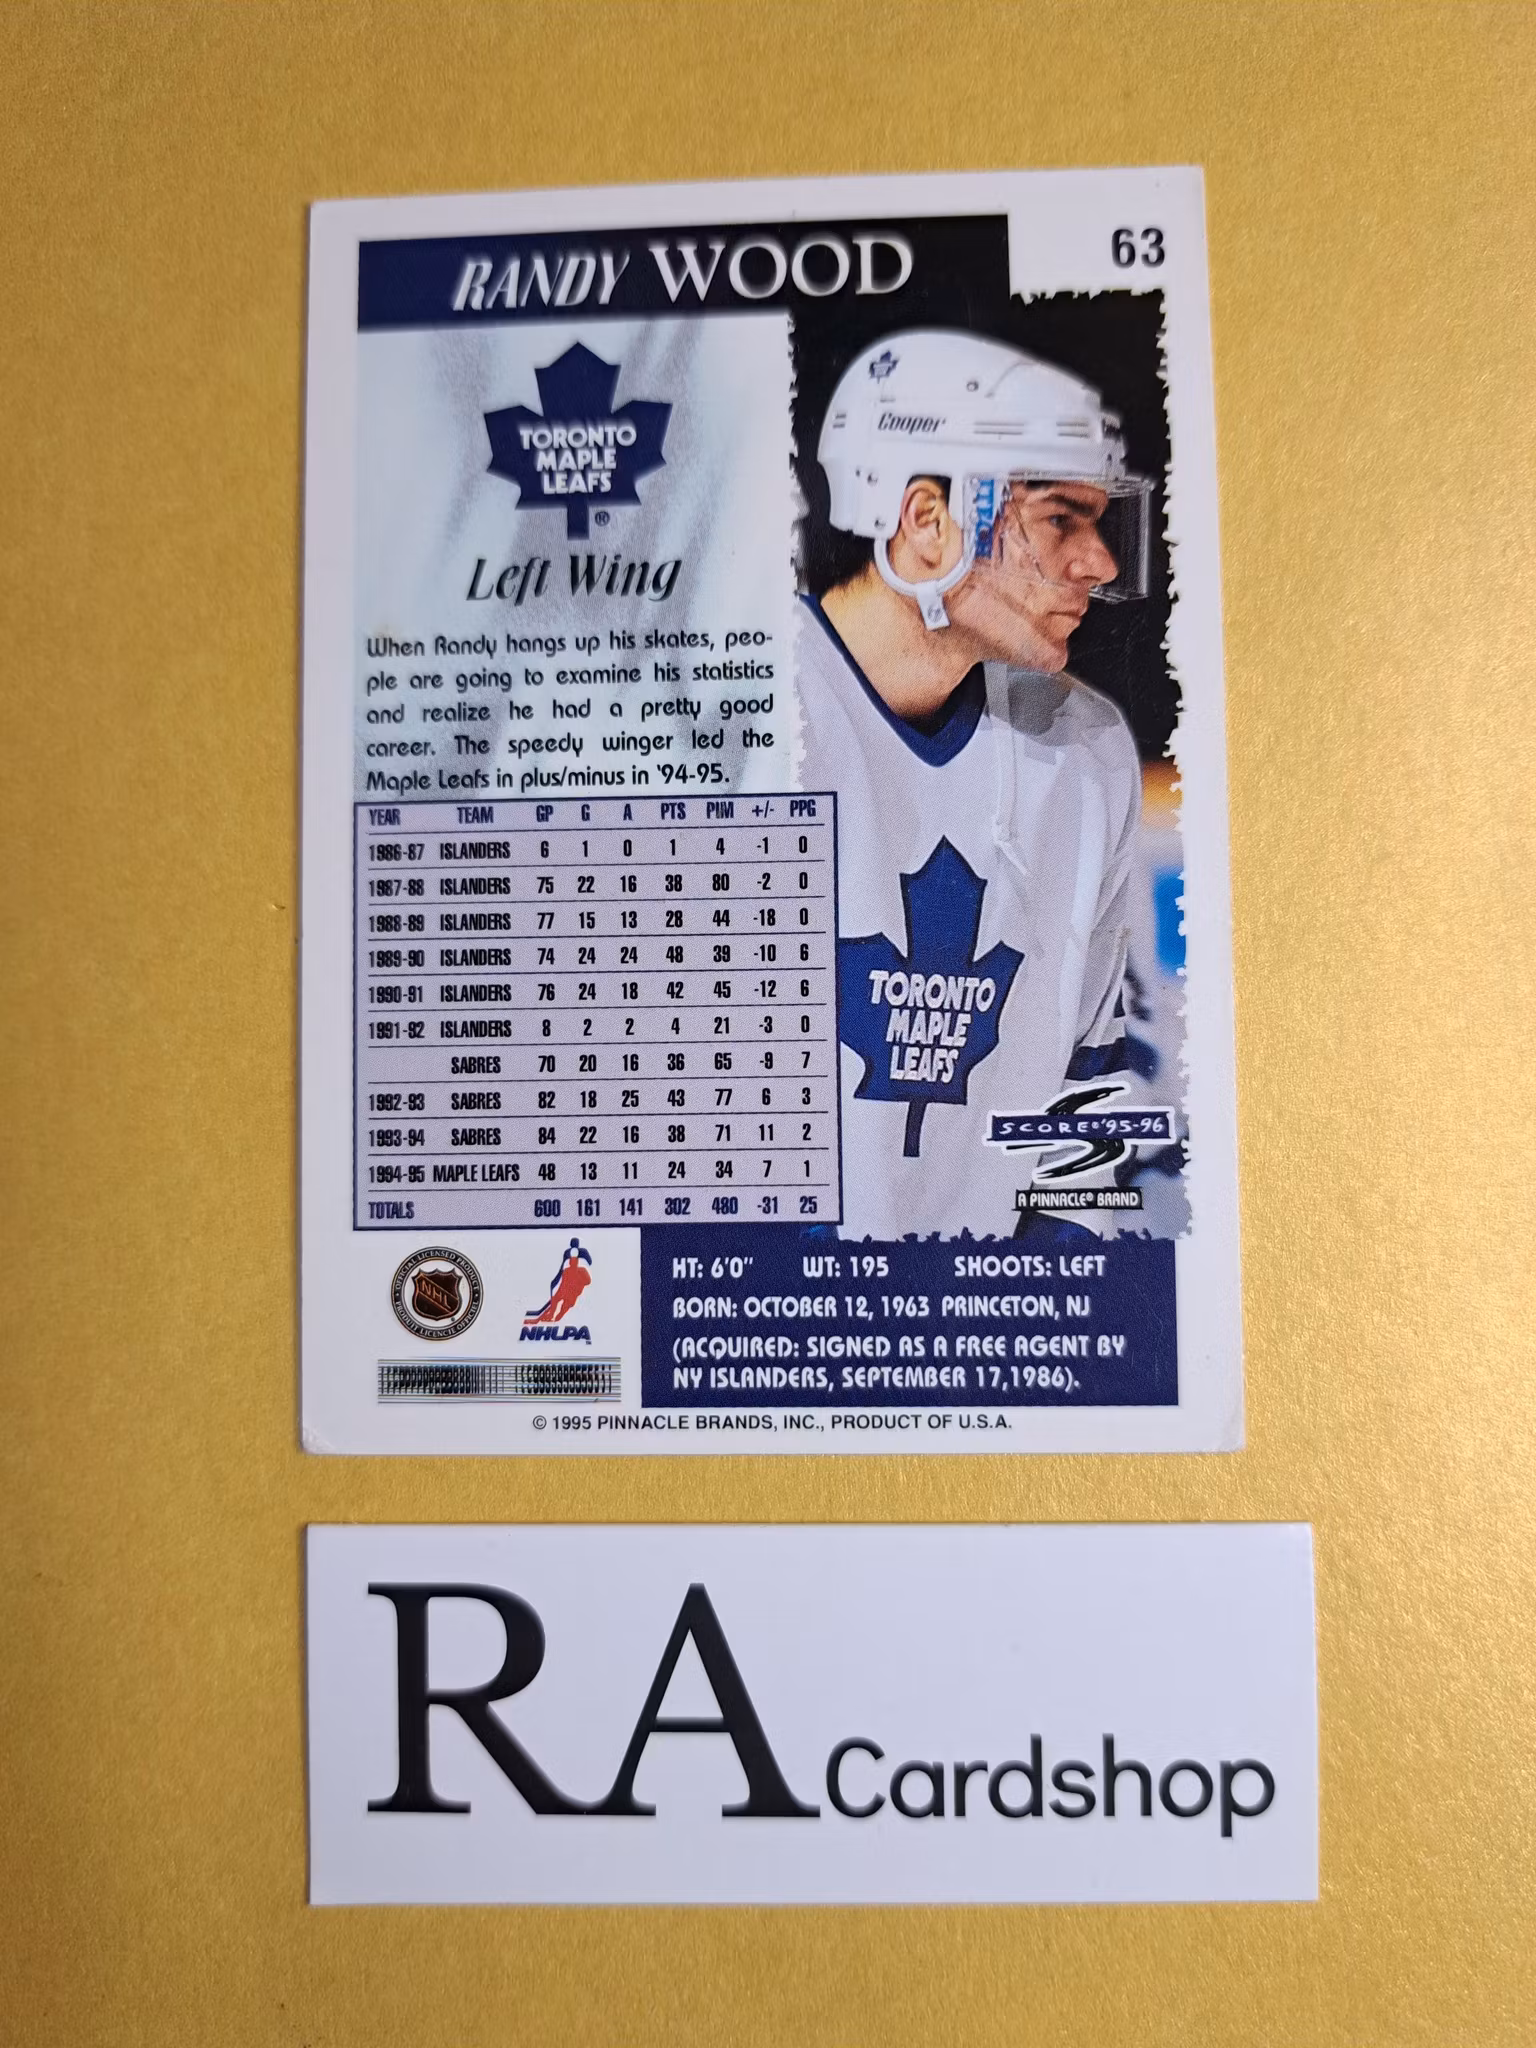 RANDY WOOD
63
TORONTO
MAPLE
LEAFS
®
Left Wing
When Randy hangs up his skates, peo-
ple are going to examine his statistics
and realize he had a pretty good
career. The speedy winger led the
Maple Leafs in plus/minus in '94-95.
YEAR TEAM GP G A PTS PIM +/- PPG
1986-87 ISLANDERS 6 1 0 1 4 -1 0
1987-88 ISLANDERS 75 22 16 38 80 -2 0
1988-89 ISLANDERS 77 15 13 28 44 -18 0
1989-90 ISLANDERS 74 24 24 48 39 -10 6
1990-91 ISLANDERS 76 24 18 42 45 -12 6
1991-92 ISLANDERS 8 2 2 4 21 -3 0
SABRES 70 20 16 36 65 -9 7
1992-93 SABRES 82 18 25 43 77 6 3
1993-94 SABRES 84 22 16 38 71 11 2
1994-95 MAPLE LEAFS 48 13 11 24 34 7 1
TOTALS 600 161 141 302 480 -31 25
Cooper
TORONTO
MAPLE
LEAFS
SCORE®'95-96
A PINNACLE® BRAND
OFFICIAL LICENSED PRODUCT
NHL
PRODUIT LICENCIE OFFICIEL
NHLPA
HT: 6'0" WT: 195 SHOOTS: LEFT
BORN: OCTOBER 12, 1963 PRINCETON, NJ
(ACQUIRED: SIGNED AS A FREE AGENT BY
NY ISLANDERS, SEPTEMBER 17,1986).
© 1995 PINNACLE BRANDS, INC., PRODUCT OF U.S.A.
RA Cardshop